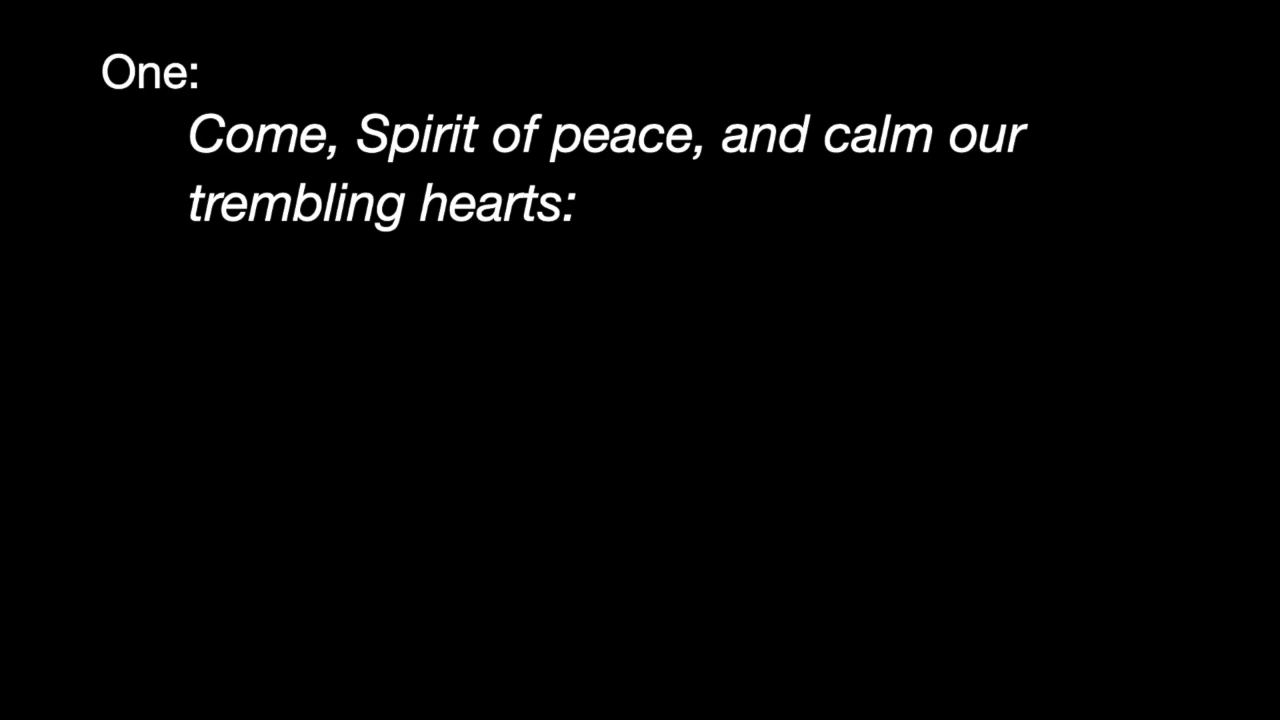 One:
Come, Spirit of peace, and calm our
trembling hearts: